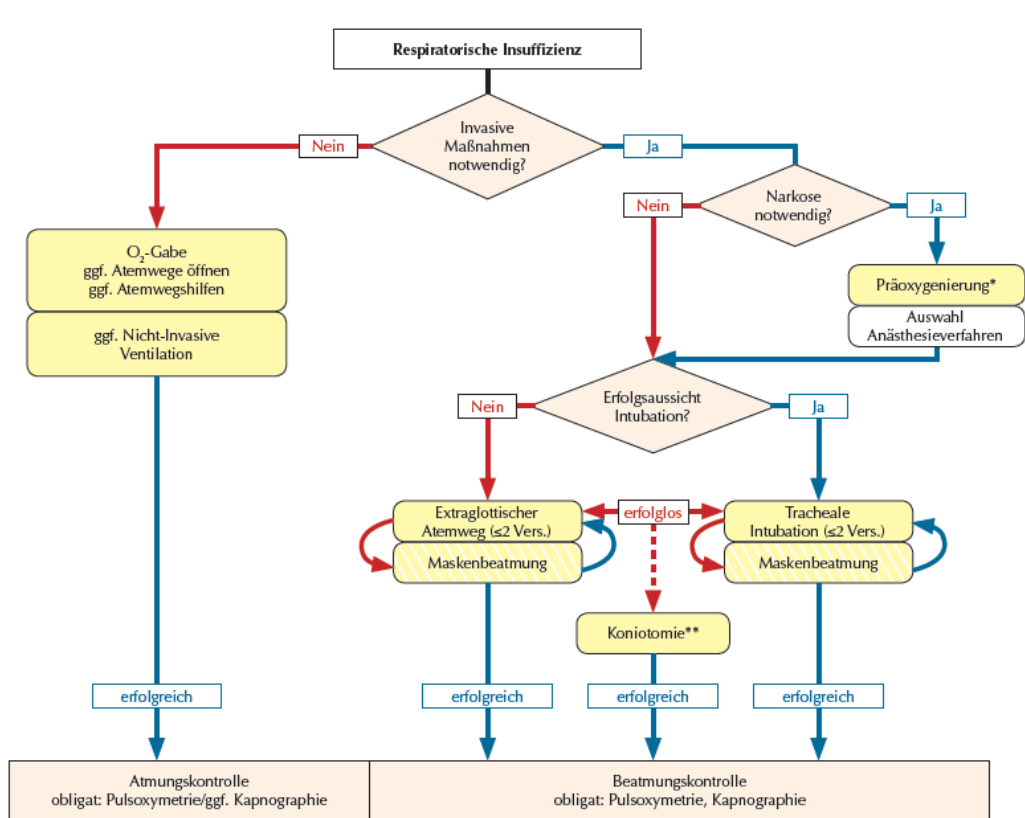 Respiratorische Insuffizienz
Invasive
Maßnahmen
notwendig?
Nein
Ja
Narkose
notwendig?
Nein
Ja
O₂-Gabe
ggf. Atemwege öffnen
ggf. Atemwegshilfen
ggf. Nicht-Invasive
Ventilation
Präoxygenierung*
Auswahl
Anästhesieverfahren
Erfolgsaussicht
Intubation?
Nein
Ja
Extraglottischer
Atemweg (≤2 Vers.)
Maskenbeatmung
erfolglos
Tracheale
Intubation (≤2 Vers.)
Maskenbeatmung
Koniotomie**
erfolgreich
erfolgreich
erfolgreich
erfolgreich
Atmungskontrolle
obligat: Pulsoxymetrie/ggf. Kapnographie
Beatmungskontrolle
obligat: Pulsoxymetrie, Kapnographie